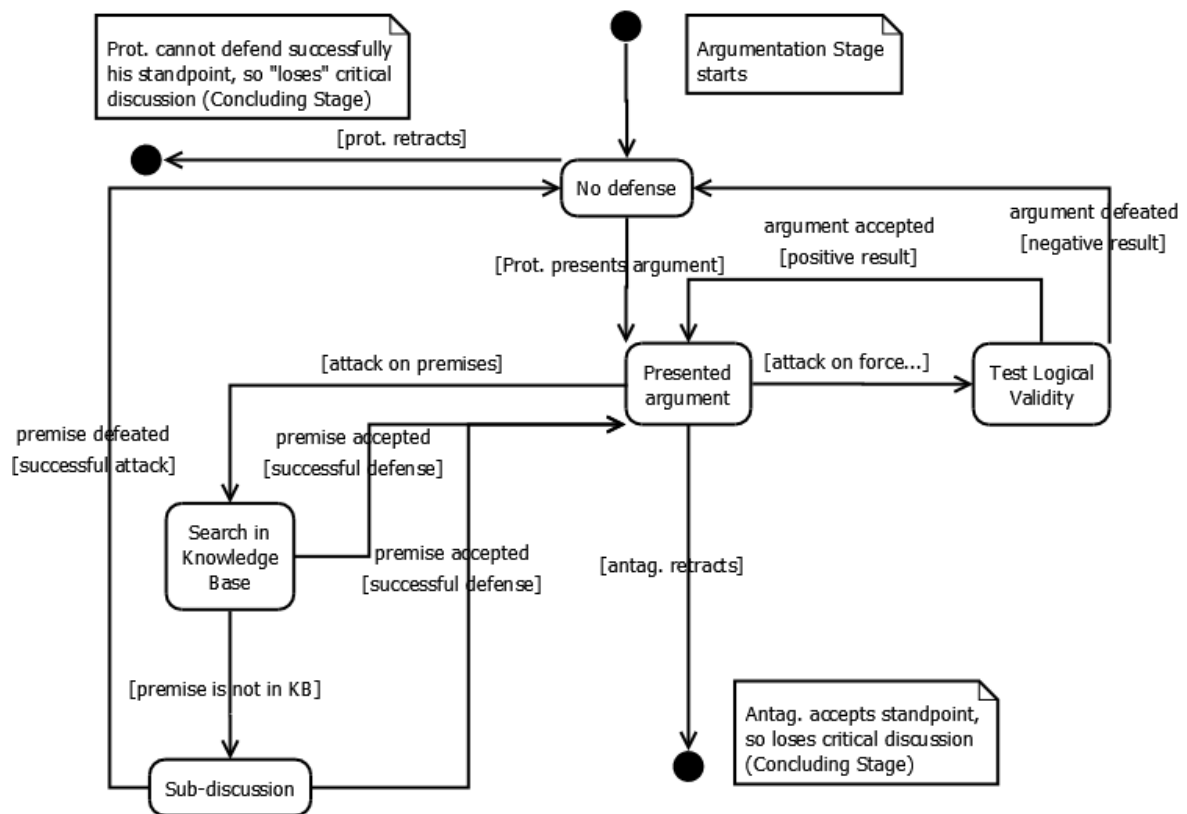 Prot. cannot defend successfully
his standpoint, so "loses" critical
discussion (Concluding Stage)
Argumentation Stage
starts
[prot. retracts]
No defense
argument defeated
[negative result]
argument accepted
[positive result]
[Prot. presents argument]
[attack on premises]
Presented
argument
[attack on force...]
Test Logical
Validity
premise defeated
[successful attack]
premise accepted
[successful defense]
Search in
Knowledge
Base
premise accepted
[successful defense]
[antag. retracts]
[premise is not in KB]
Antag. accepts standpoint,
so loses critical discussion
(Concluding Stage)
Sub-discussion